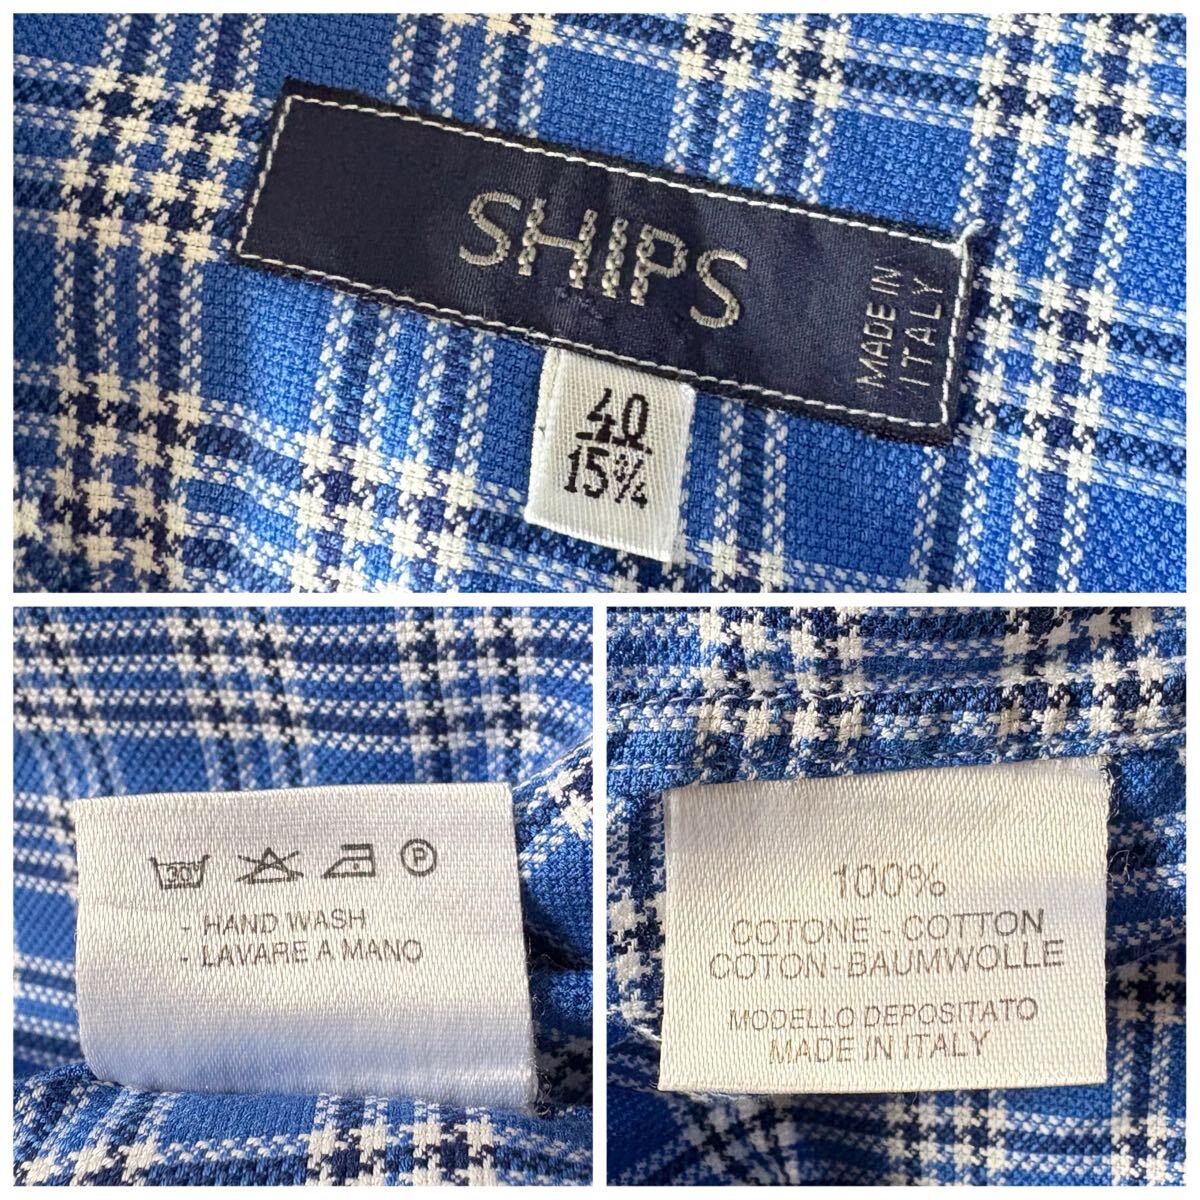 SHIPS
MADE IN
ITALY
40
15¾
30°
P
- HAND WASH
- LAVARE A MANO
100%
COTONE - COTTON
COTON - BAUMWOLLE
MODELLO DEPOSITATO
MADE IN ITALY